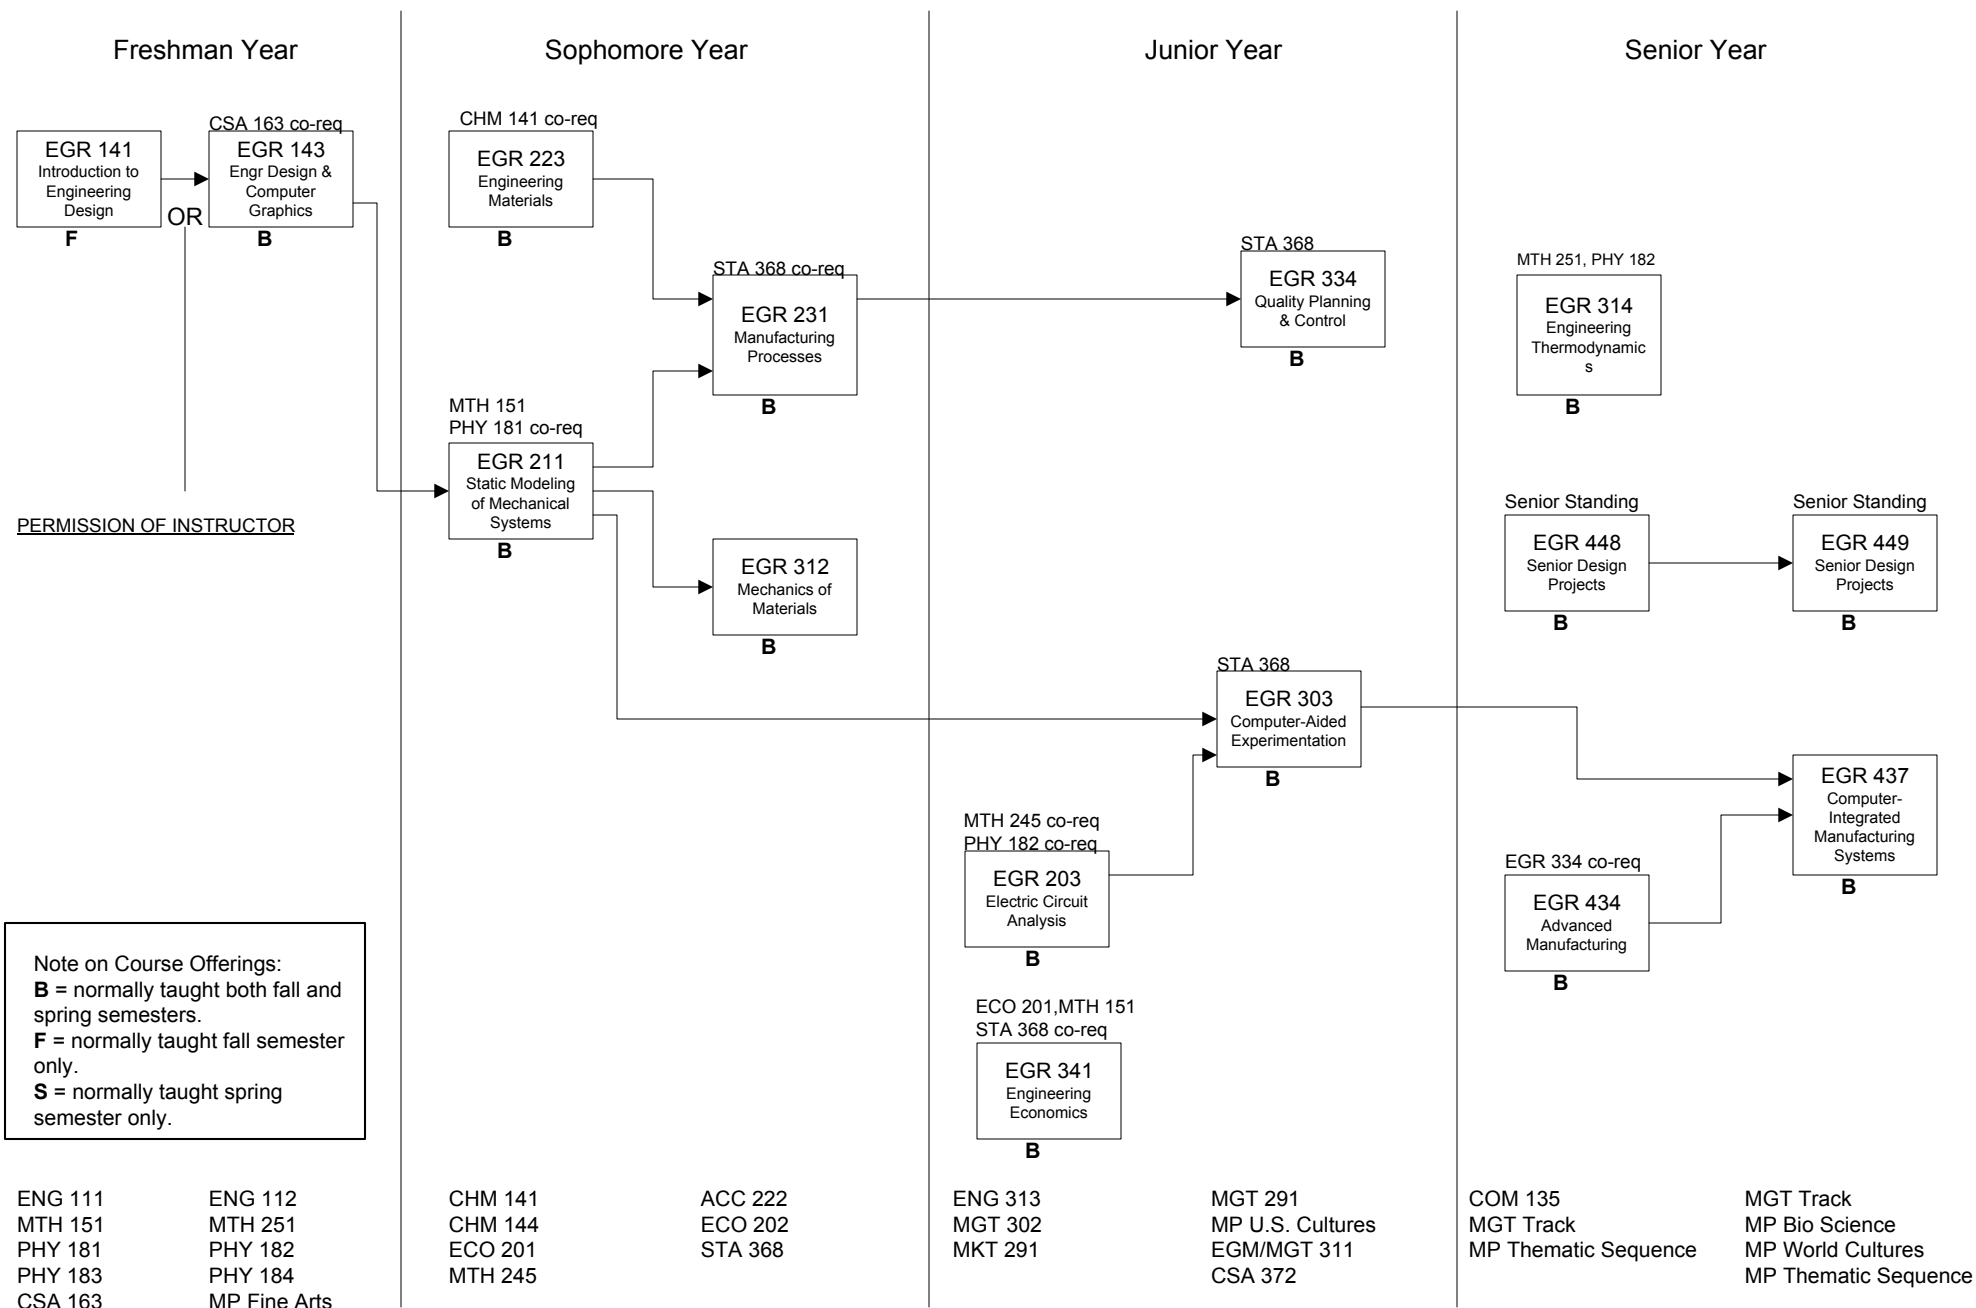 Freshman Year
Sophomore Year
Junior Year
Senior Year
EGR 141
Introduction to
Engineering
Design
F
OR
PERMISSION OF INSTRUCTOR
CSA 163 co-req
EGR 143
Engr Design &
Computer
Graphics
B
CHM 141 co-req
EGR 223
Engineering
Materials
B
STA 368 co-req
EGR 231
Manufacturing
Processes
B
MTH 151
PHY 181 co-req
EGR 211
Static Modeling
of Mechanical
Systems
B
EGR 312
Mechanics of
Materials
B
STA 368
EGR 334
Quality Planning
& Control
B
STA 368
EGR 303
Computer-Aided
Experimentation
B
MTH 245 co-req
PHY 182 co-req
EGR 203
Electric Circuit
Analysis
B
ECO 201,MTH 151
STA 368 co-req
EGR 341
Engineering
Economics
B
MTH 251, PHY 182
EGR 314
Engineering
Thermodynamic
s
B
Senior Standing
EGR 448
Senior Design
Projects
B
Senior Standing
EGR 449
Senior Design
Projects
B
EGR 437
Computer-
Integrated
Manufacturing
Systems
B
EGR 334 co-req
EGR 434
Advanced
Manufacturing
B
Note on Course Offerings:
B = normally taught both fall and
spring semesters.
F = normally taught fall semester
only.
S = normally taught spring
semester only.
ENG 111
MTH 151
PHY 181
PHY 183
CSA 163
ENG 112
MTH 251
PHY 182
PHY 184
MP Fine Arts
CHM 141
CHM 144
ECO 201
MTH 245
ACC 222
ECO 202
STA 368
ENG 313
MGT 302
MKT 291
MGT 291
MP U.S. Cultures
EGM/MGT 311
CSA 372
COM 135
MGT Track
MP Thematic Sequence
MGT Track
MP Bio Science
MP World Cultures
MP Thematic Sequence